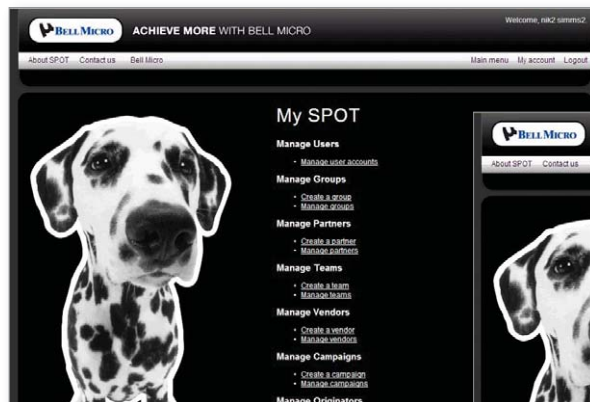 Welcome, nik2 simms2
BELL MICRO ACHIEVE MORE WITH BELL MICRO
About SPOT Contact us Bell Micro Main menu My account Logout
My SPOT
Manage Users
• Manage user accounts
Manage Groups
• Create a group
• Manage groups
Manage Partners
• Create a partner
• Manage partners
Manage Teams
• Create a team
• Manage teams
Manage Vendors
• Create a vendor
• Manage vendors
Manage Campaigns
• Create a campaign
• Manage campaigns
Manage Originators
BELL MICRO
About SPOT Contact us